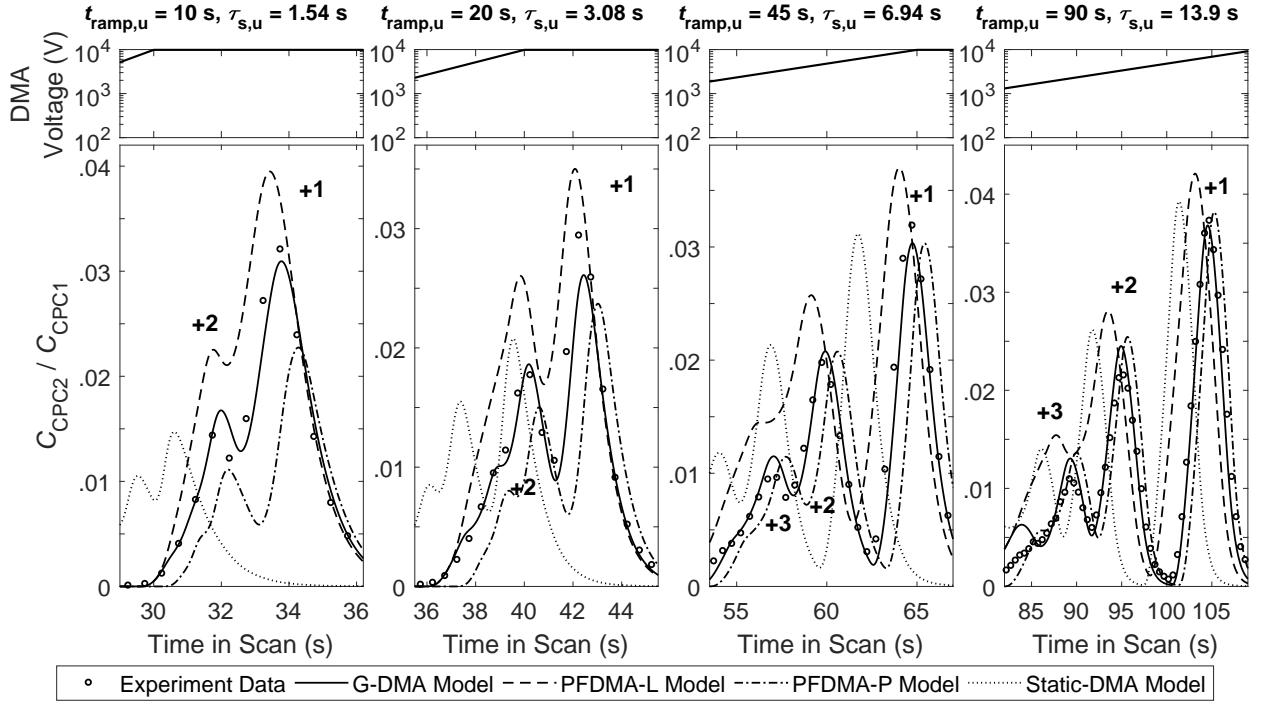 t_ramp,u = 10 s, τ_s,u = 1.54 s
t_ramp,u = 20 s, τ_s,u = 3.08 s
t_ramp,u = 45 s, τ_s,u = 6.94 s
t_ramp,u = 90 s, τ_s,u = 13.9 s
DMA
Voltage (V)
10^4
10^3
10^2
10^4
10^3
10^2
10^4
10^3
10^2
10^4
10^3
10^2
C_CPC2 / C_CPC1
.04
.03
.02
.01
0
+2
+1
30 32 34 36
Time in Scan (s)
.03
.02
.01
0
+2
+1
36 38 40 42 44
Time in Scan (s)
.03
.02
.01
0
+3
+2
+1
55 60 65
Time in Scan (s)
.04
.03
.02
.01
0
+3
+2
+1
85 90 95 100 105
Time in Scan (s)
Experiment Data G-DMA Model PFDMA-L Model PFDMA-P Model Static-DMA Model